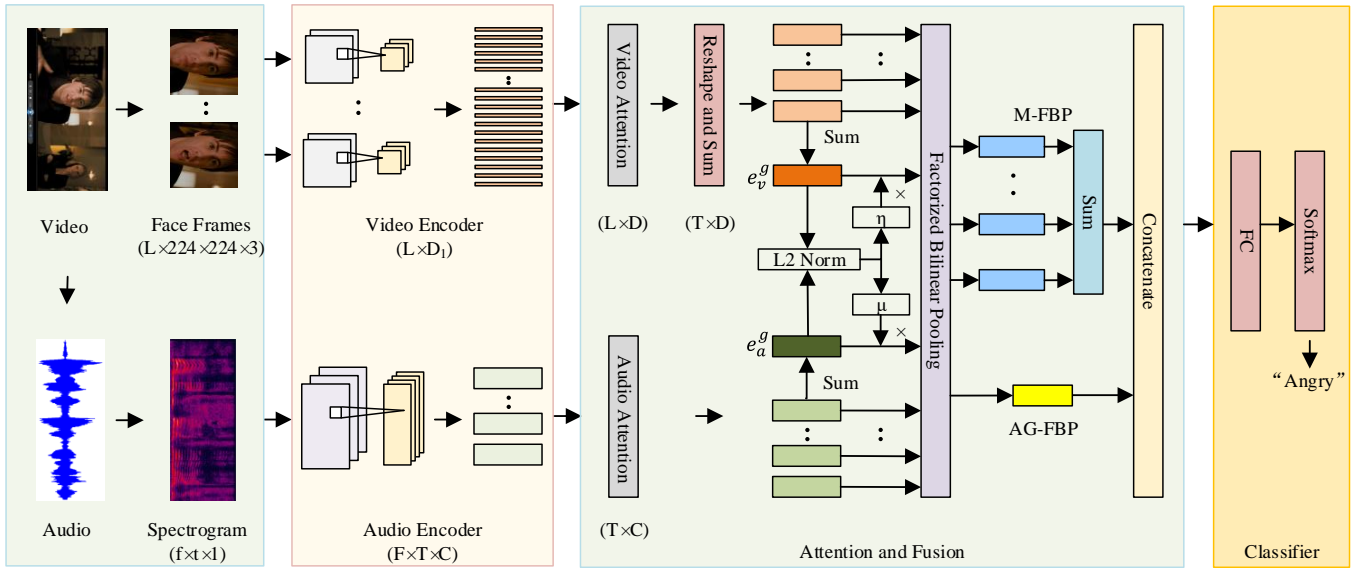 Video
Face Frames
(L×224×224×3)
Audio
Spectrogram
(f×t×1)
Video Encoder
(L×D₁)
Audio Encoder
(F×T×C)
Video Attention
(L×D)
Reshape and Sum
(T×D)
Sum
e_v^g
×
η
L2 Norm
μ
×
e_a^g
Sum
Audio Attention
(T×C)
Factorized Bilinear Pooling
M-FBP
Sum
AG-FBP
Concatenate
Attention and Fusion
FC
Softmax
“Angry”
Classifier